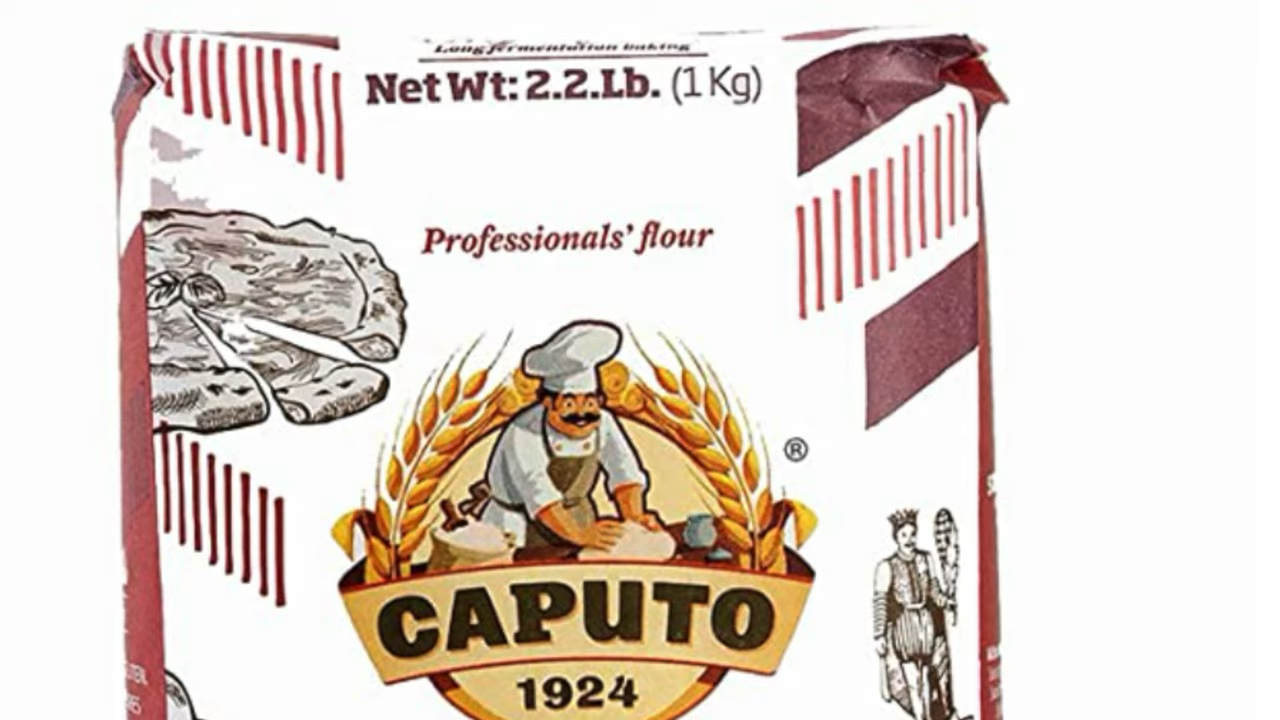 Long fermentation baking
Net Wt: 2.2.Lb. (1 Kg)
Professionals' flour
®
CAPUTO
1924